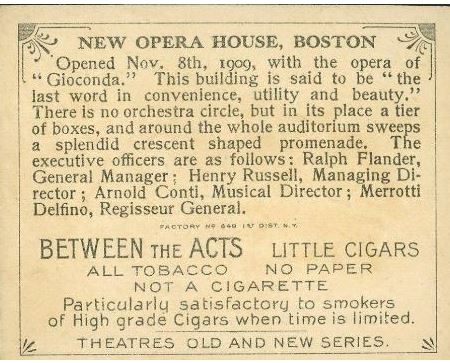 NEW OPERA HOUSE, BOSTON
Opened Nov. 8th, 1909, with the opera of
"Gioconda." This building is said to be "the
last word in convenience, utility and beauty."
There is no orchestra circle, but in its place a tier
of boxes, and around the whole auditorium sweeps
a splendid crescent shaped promenade. The
executive officers are as follows: Ralph Flander,
General Manager; Henry Russell, Managing Di-
rector; Arnold Conti, Musical Director; Merrotti
Delfino, Regisseur General.
FACTORY Nº 649 1ST DIST. N.Y.
BETWEEN THE ACTS LITTLE CIGARS
ALL TOBACCO NO PAPER
NOT A CIGARETTE
Particularly satisfactory to smokers
of High grade Cigars when time is limited.
THEATRES OLD AND NEW SERIES.